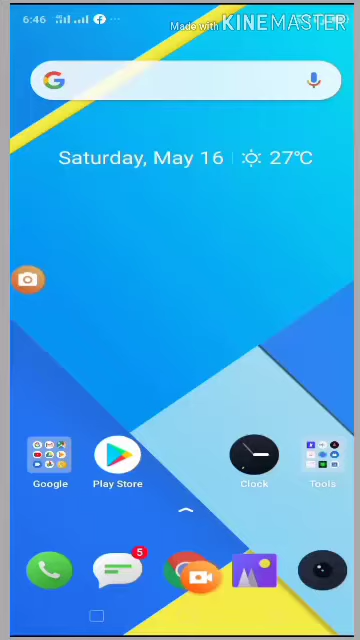 6:46
Made with KINEMASTER
Saturday, May 16 27°C
Google
Play Store
Clock
Tools
5